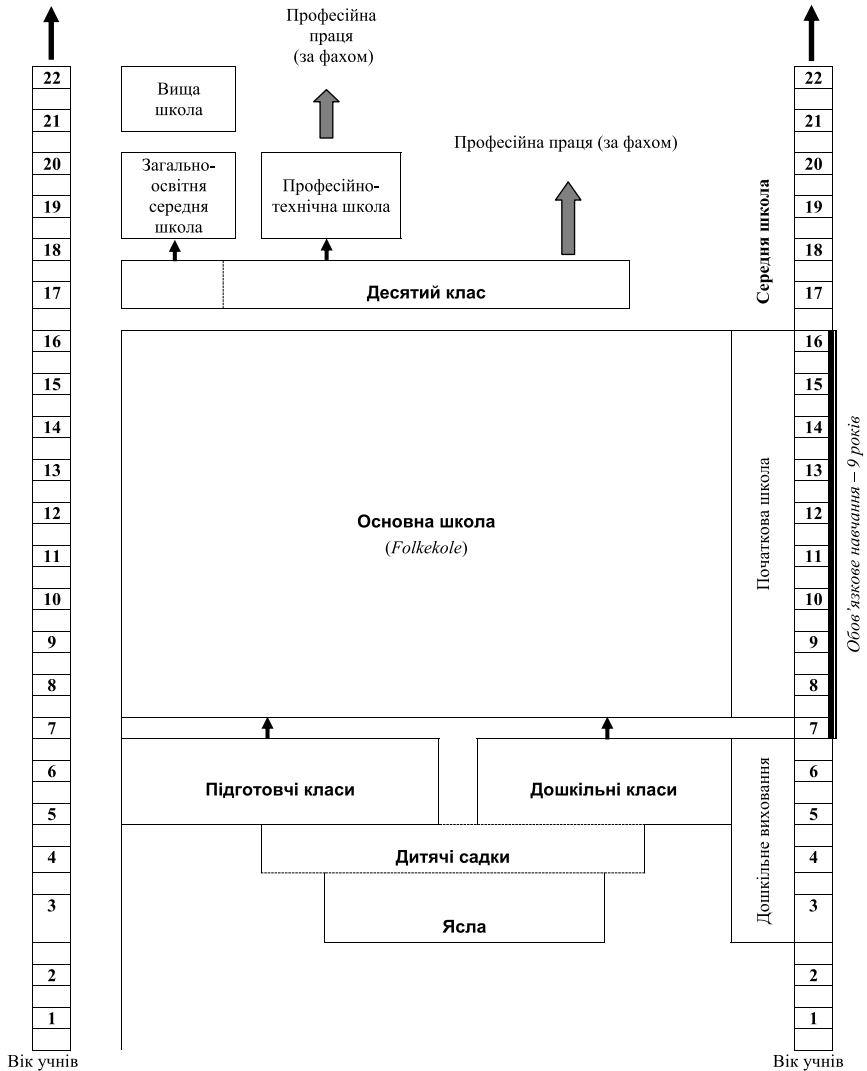 Професійна
праця
(за фахом)
22
Вища
школа
22
21
21
Професійна праця (за фахом)
20
Загально-
освітня
середня
школа
Професійно-
технічна школа
20
19
19
Середня школа
18
18
17
Десятий клас
17
16
16
15
15
14
14
13
13
12
Основна школа
(Folkekole)
12
Початкова школа
Обов’язкове навчання – 9 років
11
11
10
10
9
9
8
8
7
7
6
Підготовчі класи
Дошкільні класи
6
5
5
Дошкільне виховання
4
Дитячі садки
4
3
Ясла
3
2
2
1
1
Вік учнів
Вік учнів